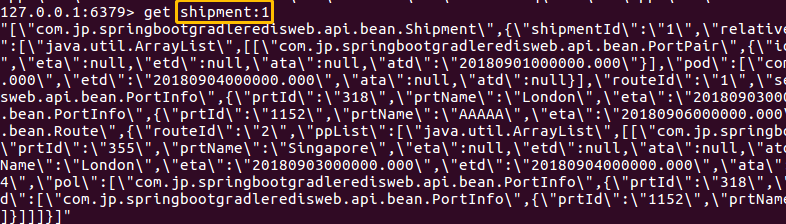 127.0.0.1:6379> get shipment:1
"[\"com.jp.springbootgradleredisweb.api.bean.Shipment\",{\"shipmentId\":\"1\",\"relative
\":[\"java.util.ArrayList\",[[\"com.jp.springbootgradleredisweb.api.bean.PortPair\",{\"i
\",\"eta\":null,\"etd\":null,\"ata\":null,\"atd\":\"20180901000000.000\"}],\"pod\":[\"com
.000\",\"etd\":\"20180904000000.000\",\"ata\":null,\"atd\":null}],\"routeId\":\"1\",\"se
sweb.api.bean.PortInfo\",{\"prtId\":\"318\",\"prtName\":\"London\",\"eta\":\"20180903000
.bean.PortInfo\",{\"prtId\":\"1152\",\"prtName\":\"AAAAA\",\"eta\":\"20180906000000.000\
.bean.Route\",{\"routeId\":\"2\",\"ppList\":[\"java.util.ArrayList\",[[\"com.jp.springbo
\"prtId\":\"355\",\"prtName\":\"Singapore\",\"eta\":null,\"etd\":null,\"ata\":null,\"atd
Name\":\"London\",\"eta\":\"20180903000000.000\",\"etd\":\"20180904000000.000\",\"ata\"
4\",\"pol\":[\"com.jp.springbootgradleredisweb.api.bean.PortInfo\",{\"prtId\":\"318\",\"
d\":[\"com.jp.springbootgradleredisweb.api.bean.PortInfo\",{\"prtId\":\"1152\",\"prtName
]}]]]}]"